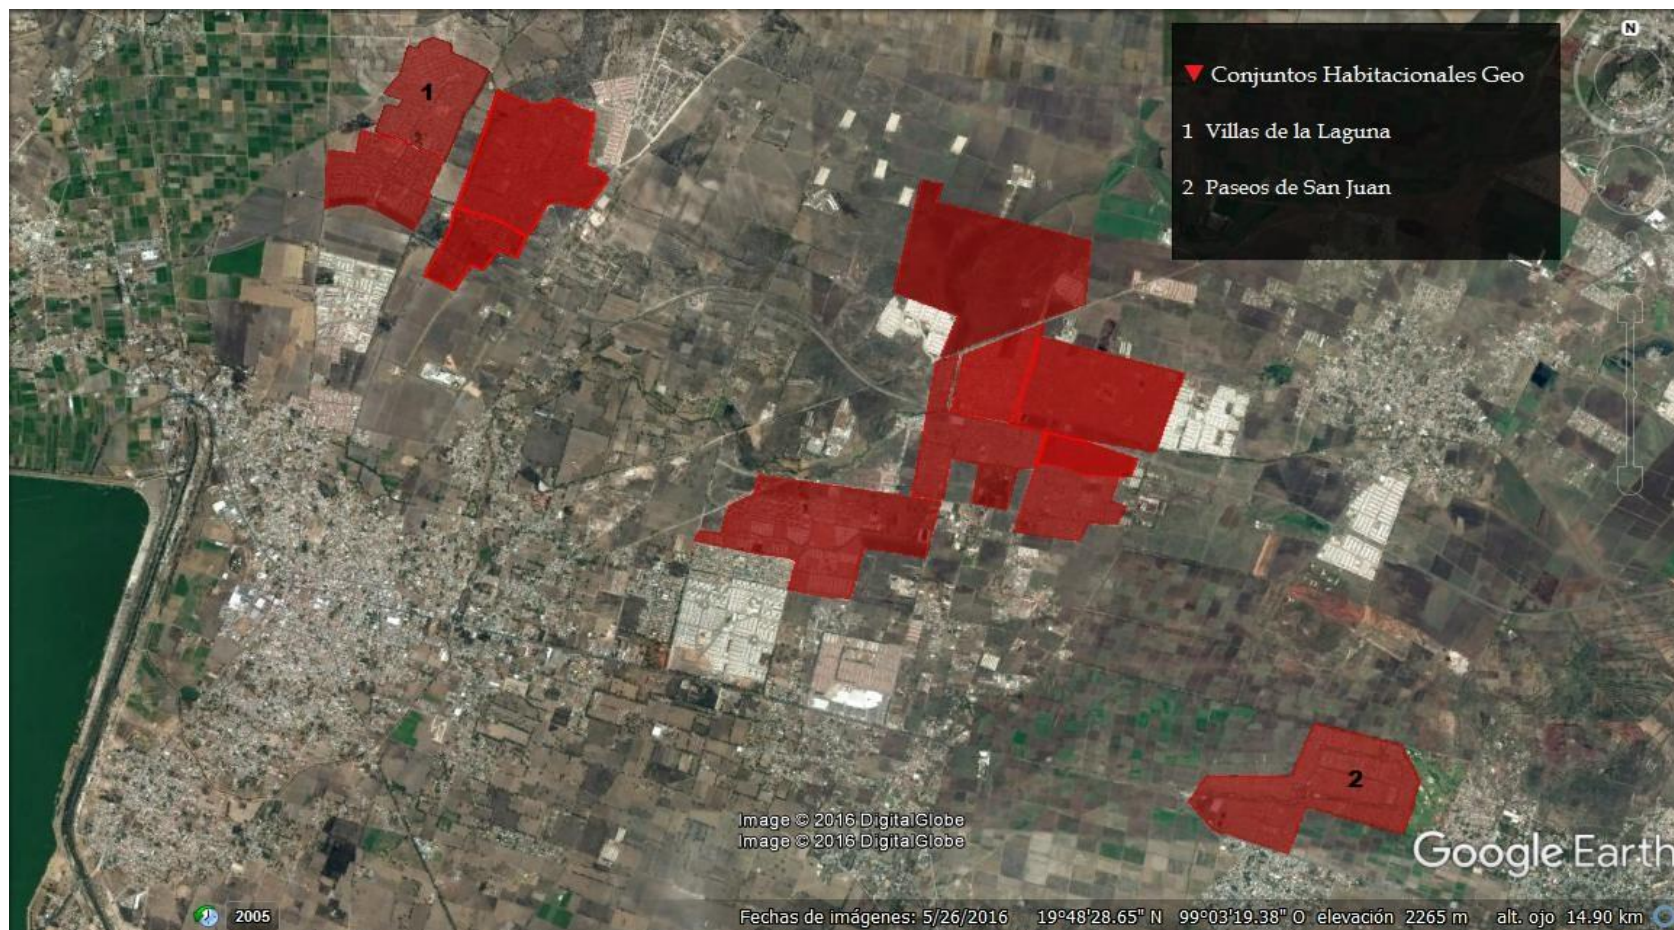 N
Conjuntos Habitacionales Geo
1 Villas de la Laguna
2 Paseos de San Juan
1
2
Image © 2016 DigitalGlobe
Image © 2016 DigitalGlobe
Google Earth
2005
Fechas de imágenes: 5/26/2016 19°48'28.65" N 99°03'19.38" O elevación 2265 m alt. ojo 14.90 km